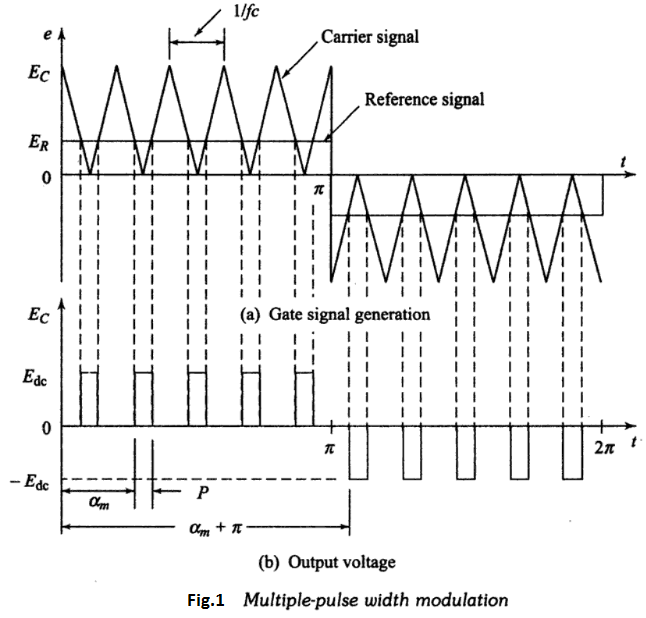 1/fc
e
Carrier signal
E_C
Reference signal
E_R
t
0
π
(a) Gate signal generation
E_C
E_dc
0
π
2π
t
– E_dc
α_m
P
α_m + π
(b) Output voltage
Fig.1 Multiple-pulse width modulation